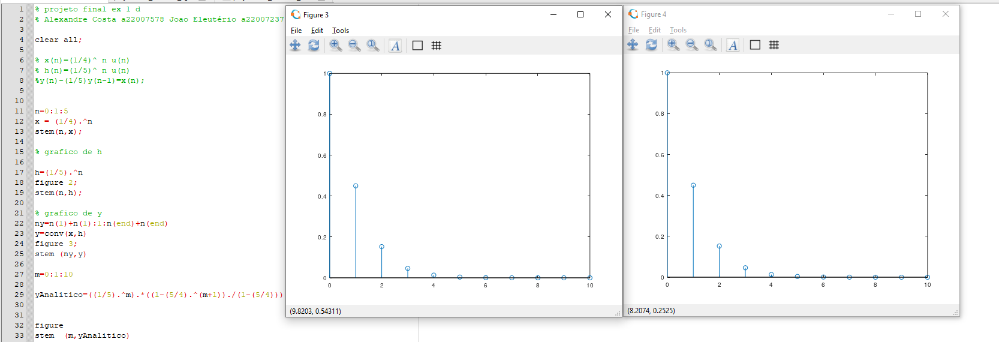 1 % projeto final ex 1 d
2 % Alexandre Costa a22007578 Joao Eleutério a22007237
3
4 clear all;
5
6 % x(n)=(1/4)^ n u(n)
7 % h(n)=(1/5)^ n u(n)
8 %y(n)-(1/5)y(n-1)=x(n);
9
10
11 n=0:1:5
12 x = (1/4).^n
13 stem(n,x);
14
15 % grafico de h
16
17 h=(1/5).^n
18 figure 2;
19 stem(n,h);
20
21 % grafico de y
22 ny=n(1)+n(1):1:n(end)+n(end)
23 y=conv(x,h)
24 figure 3;
25 stem (ny,y)
26
27 m=0:1:10
28
29 yAnalitico=((1/5).^m).*((1-(5/4).^(m+1))./(1-(5/4)))
30
31
32 figure
33 stem  (m,yAnalitico)
Figure 3
File Edit Tools
A
1
0.8
0.6
0.4
0.2
0
0 2 4 6 8 10
(9.8203, 0.54311)
Figure 4
File Edit Tools
A
1
0.8
0.6
0.4
0.2
0
0 2 4 6 8 10
(8.2074, 0.2525)